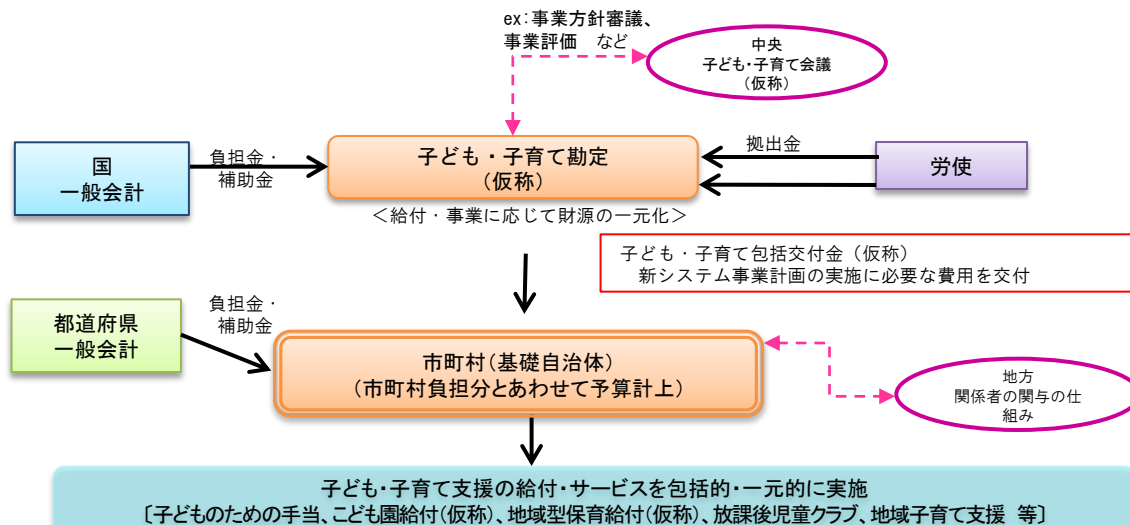 ex：事業方針審議、
事業評価　など
中央
子ども・子育て会議
（仮称）
国
一般会計
負担金・
補助金
子ども・子育て勘定
（仮称）
拠出金
労使
＜給付・事業に応じて財源の一元化＞
子ども・子育て包括交付金（仮称）
新システム事業計画の実施に必要な費用を交付
都道府県
一般会計
負担金・
補助金
市町村（基礎自治体）
（市町村負担分とあわせて予算計上）
地方
関係者の関与の仕
組み
子ども・子育て支援の給付・サービスを包括的・一元的に実施
〔子どものための手当、こども園給付（仮称）、地域型保育給付（仮称）、放課後児童クラブ、地域子育て支援　等〕